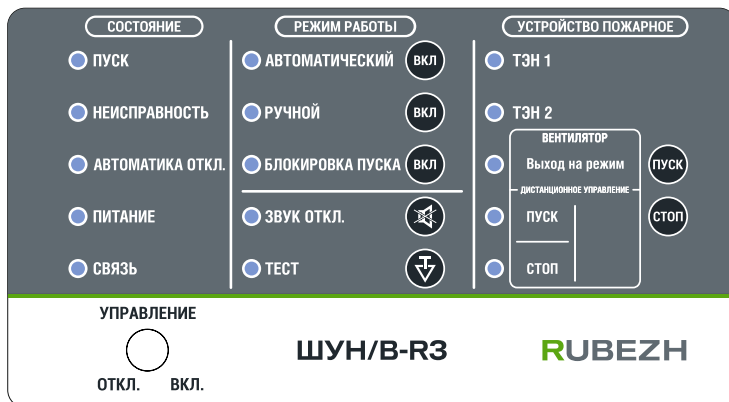 СОСТОЯНИЕ
ПУСК
НЕИСПРАВНОСТЬ
АВТОМАТИКА ОТКЛ.
ПИТАНИЕ
СВЯЗЬ
РЕЖИМ РАБОТЫ
АВТОМАТИЧЕСКИЙ ВКЛ
РУЧНОЙ ВКЛ
БЛОКИРОВКА ПУСКА ВКЛ
ЗВУК ОТКЛ.
ТЕСТ
УСТРОЙСТВО ПОЖАРНОЕ
ТЭН 1
ТЭН 2
ВЕНТИЛЯТОР
Выход на режим ПУСК
ДИСТАНЦИОННОЕ УПРАВЛЕНИЕ
ПУСК СТОП
СТОП
УПРАВЛЕНИЕ
ОТКЛ. ВКЛ.
ШУН/В-R3
RUBEZH